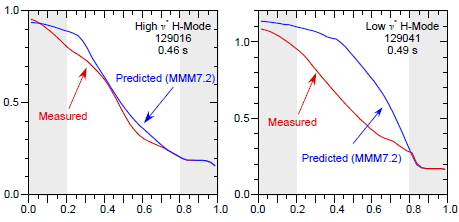 1.0
0.5
0.0
0.0 0.2 0.4 0.6 0.8 1.0
High ν* H-Mode
129016
0.46 s
Predicted (MMM7.2)
Measured
1.0
0.5
0.0
0.0 0.2 0.4 0.6 0.8 1.0
Low ν* H-Mode
129041
0.49 s
Measured
Predicted (MMM7.2)